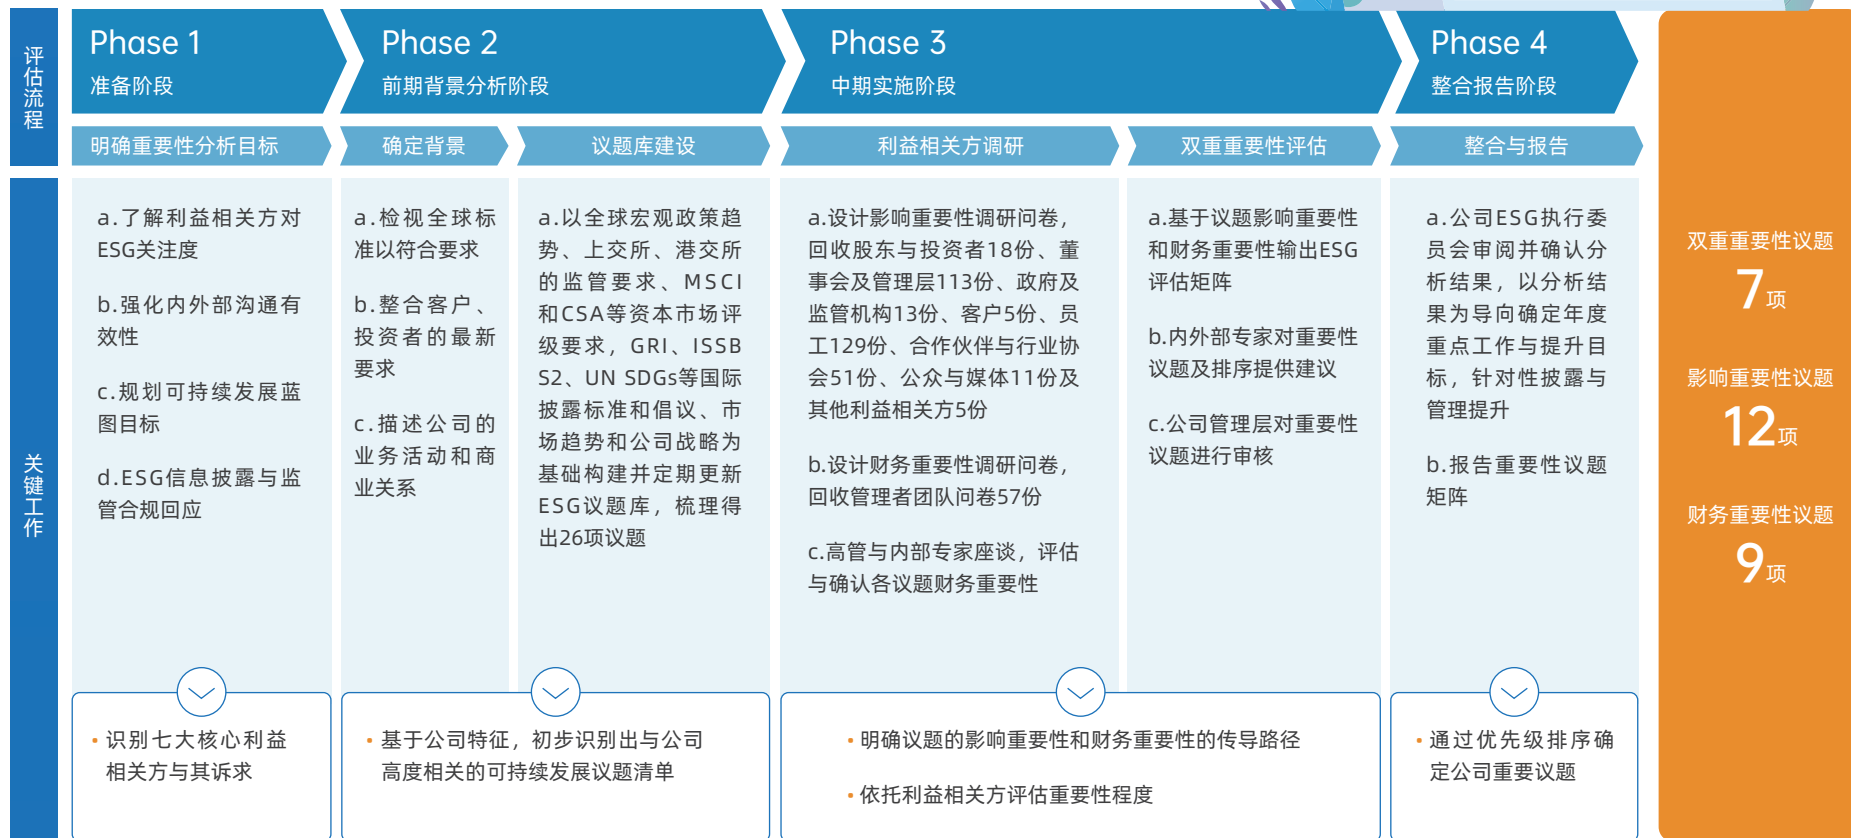 评估流程
Phase 1
准备阶段
Phase 2
前期背景分析阶段
Phase 3
中期实施阶段
Phase 4
整合报告阶段
明确重要性分析目标
确定背景
议题库建设
利益相关方调研
双重重要性评估
整合与报告
关键工作
a.了解利益相关方对
ESG关注度
b.强化内外部沟通有
效性
c.规划可持续发展蓝
图目标
d.ESG信息披露与监
管合规回应
a.检视全球标
准以符合要求
b.整合客户、
投资者的最新
要求
c.描述公司的
业务活动和商
业关系
a.以全球宏观政策趋
势、上交所、港交所
的监管要求、MSCI
和CSA等资本市场评
级要求，GRI、ISSB
S2、UN SDGs等国际
披露标准和倡议、市
场趋势和公司战略为
基础构建并定期更新
ESG议题库，梳理得
出26项议题
a.设计影响重要性调研问卷，
回收股东与投资者18份、董
事会及管理层113份、政府及
监管机构13份、客户5份、员
工129份、合作伙伴与行业协
会51份、公众与媒体11份及
其他利益相关方5份
b.设计财务重要性调研问卷，
回收管理者团队问卷57份
c.高管与内部专家座谈，评估
与确认各议题财务重要性
a.基于议题影响重要性
和财务重要性输出ESG
评估矩阵
b.内外部专家对重要性
议题及排序提供建议
c.公司管理层对重要性
议题进行审核
a.公司ESG执行委
员会审阅并确认分
析结果，以分析结
果为导向确定年度
重点工作与提升目
标，针对性披露与
管理提升
b.报告重要性议题
矩阵
• 识别七大核心利益
相关方与其诉求
• 基于公司特征，初步识别出与公司
高度相关的可持续发展议题清单
• 明确议题的影响重要性和财务重要性的传导路径
• 依托利益相关方评估重要性程度
• 通过优先级排序确
定公司重要议题
双重重要性议题
7项
影响重要性议题
12项
财务重要性议题
9项